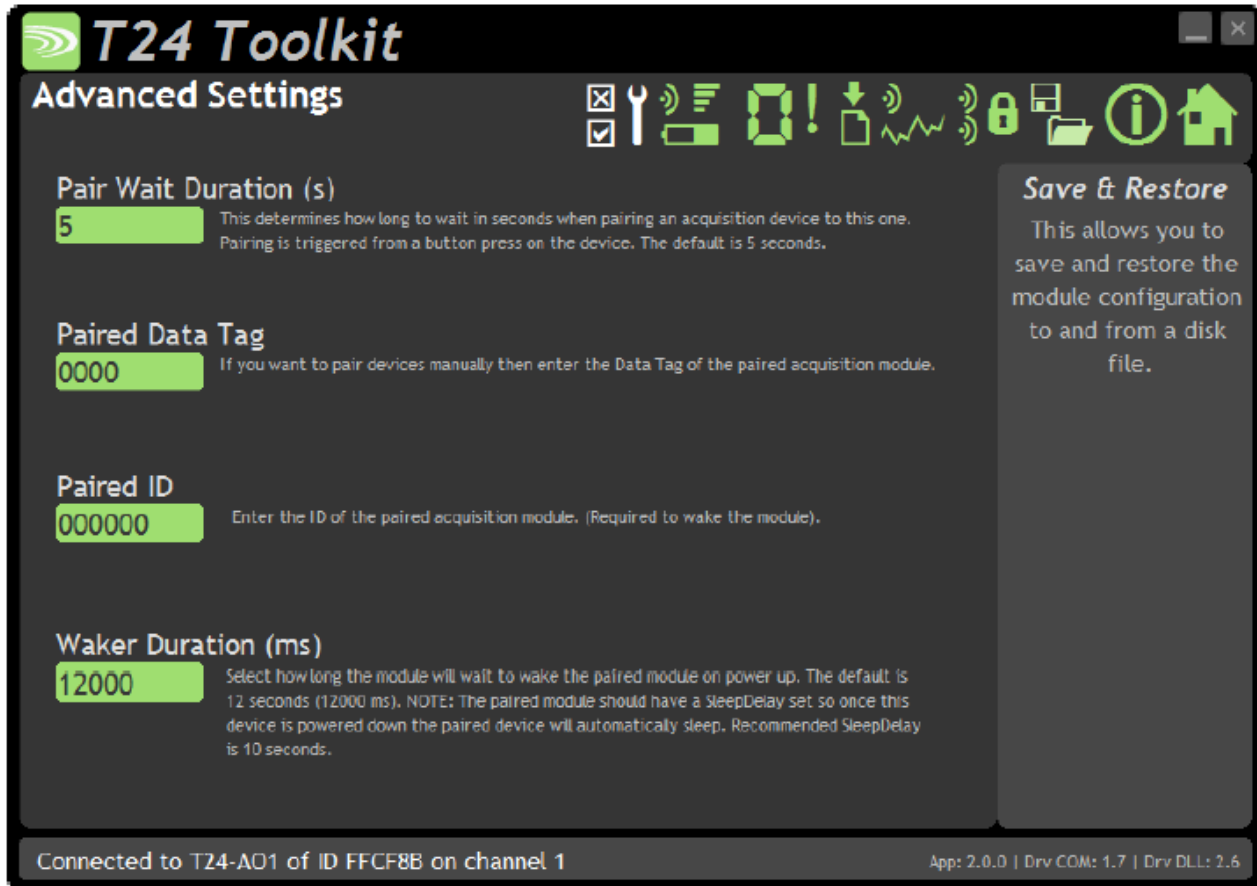 T24 Toolkit
Advanced Settings
Pair Wait Duration (s)
5
This determines how long to wait in seconds when pairing an acquisition device to this one.
Pairing is triggered from a button press on the device. The default is 5 seconds.
Paired Data Tag
0000
If you want to pair devices manually then enter the Data Tag of the paired acquisition module.
Paired ID
000000
Enter the ID of the paired acquisition module. (Required to wake the module).
Waker Duration (ms)
12000
Select how long the module will wait to wake the paired module on power up. The default is
12 seconds (12000 ms). NOTE: The paired module should have a SleepDelay set so once this
device is powered down the paired device will automatically sleep. Recommended SleepDelay
is 10 seconds.
Save & Restore
This allows you to
save and restore the
module configuration
to and from a disk
file.
Connected to T24-AO1 of ID FFCF8B on channel 1
App: 2.0.0 | Drv COM: 1.7 | Drv DLL: 2.6